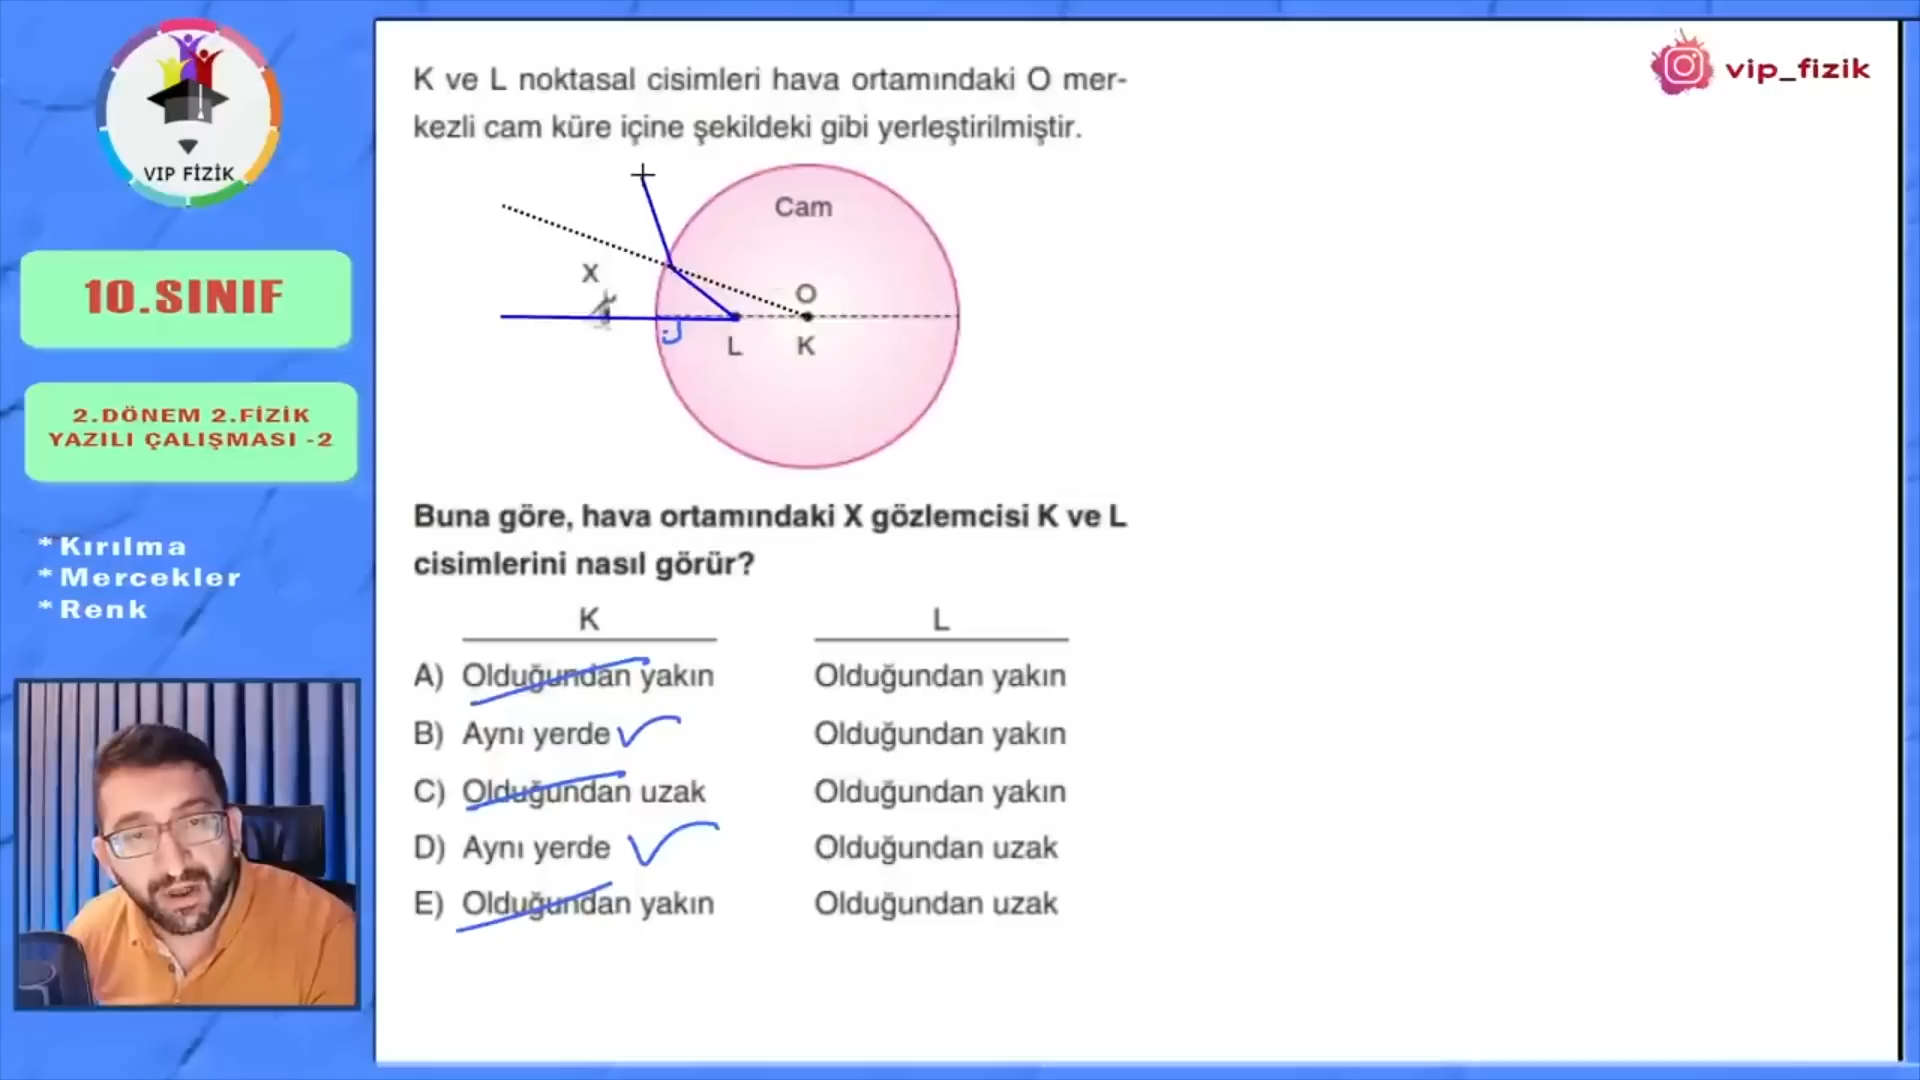 VIP FİZİK
10.SINIF
2.DÖNEM 2.FİZİK
YAZILI ÇALIŞMASI -2
* Kırılma
* Mercekler
* Renk
vip_fizik
K ve L noktasal cisimleri hava ortamındaki O mer-
kezli cam küre içine şekildeki gibi yerleştirilmiştir.
Cam
X
O
L K
Buna göre, hava ortamındaki X gözlemcisi K ve L
cisimlerini nasıl görür?
K L
A) Olduğundan yakın Olduğundan yakın
B) Aynı yerde Olduğundan yakın
C) Olduğundan uzak Olduğundan yakın
D) Aynı yerde Olduğundan uzak
E) Olduğundan yakın Olduğundan uzak